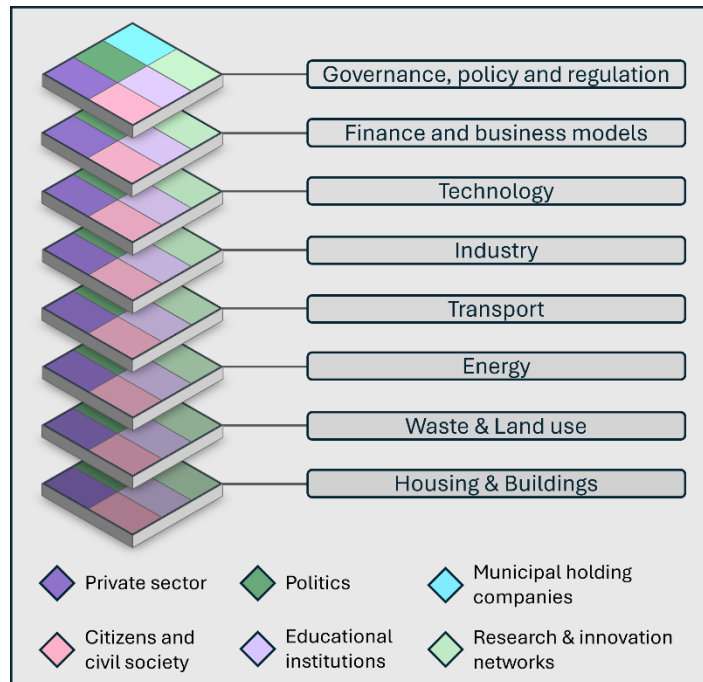 Governance, policy and regulation
Finance and business models
Technology
Industry
Transport
Energy
Waste & Land use
Housing & Buildings
Private sector
Politics
Municipal holding
companies
Citizens and
civil society
Educational
institutions
Research & innovation
networks